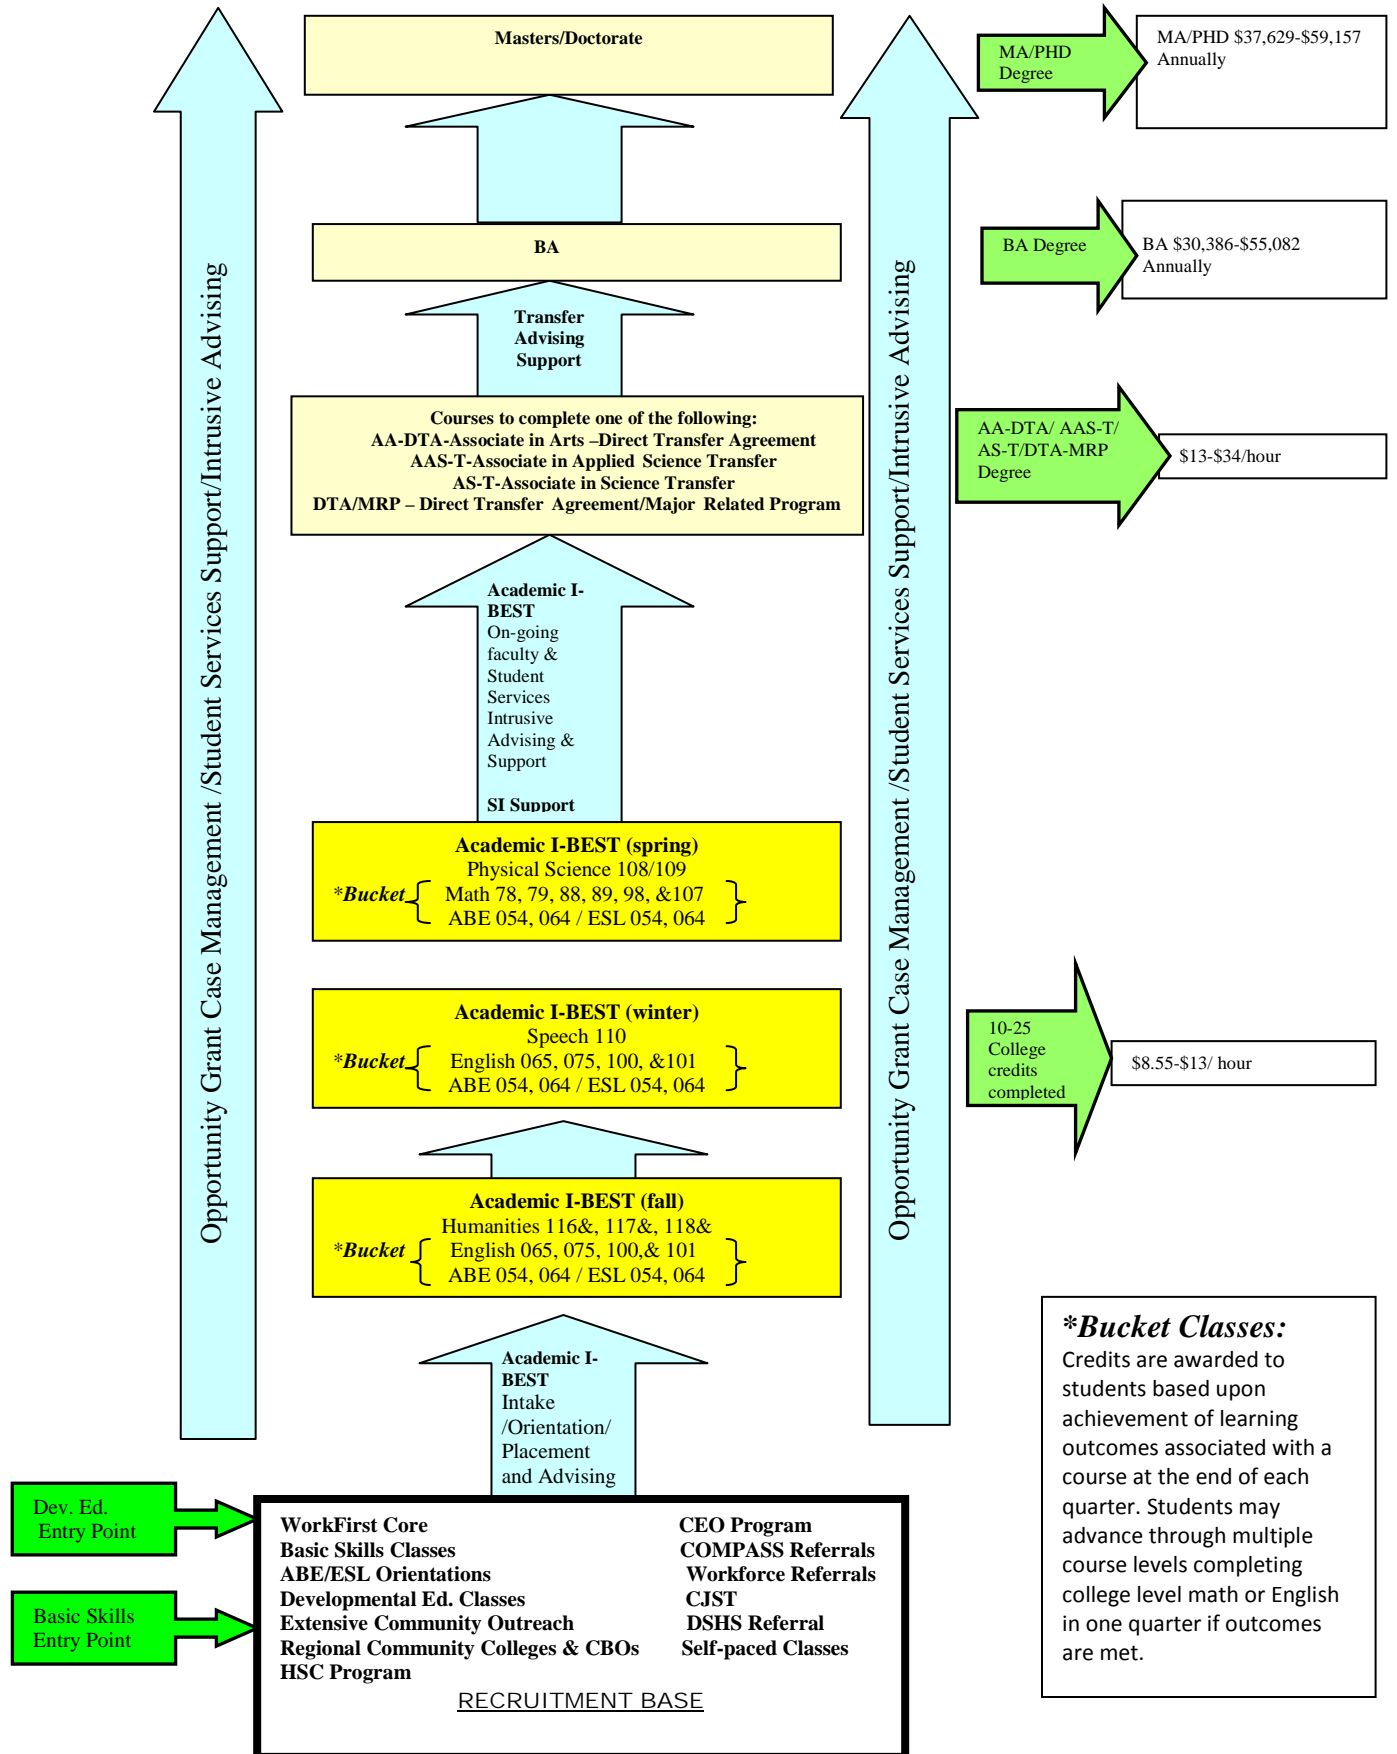 Masters/Doctorate
MA/PHD
Degree
MA/PHD $37,629-$59,157
Annually
BA
BA Degree
BA $30,386-$55,082
Annually
Transfer
Advising
Support
Courses to complete one of the following:
AA-DTA-Associate in Arts –Direct Transfer Agreement
AAS-T-Associate in Applied Science Transfer
AS-T-Associate in Science Transfer
DTA/MRP – Direct Transfer Agreement/Major Related Program
AA-DTA/ AAS-T/
AS-T/DTA-MRP
Degree
$13-$34/hour
Opportunity Grant Case Management /Student Services Support/Intrusive Advising
Opportunity Grant Case Management /Student Services Support/Intrusive Advising
Academic I-
BEST
On-going
faculty &
Student
Services
Intrusive
Advising &
Support
SI Support
Academic I-BEST (spring)
Physical Science 108/109
*Bucket
Math 78, 79, 88, 89, 98, &107
ABE 054, 064 / ESL 054, 064
Academic I-BEST (winter)
Speech 110
*Bucket
English 065, 075, 100, &101
ABE 054, 064 / ESL 054, 064
10-25
College
credits
completed
$8.55-$13/ hour
Academic I-BEST (fall)
Humanities 116&, 117&, 118&
*Bucket
English 065, 075, 100,& 101
ABE 054, 064 / ESL 054, 064
Academic I-
BEST
Intake
/Orientation/
Placement
and Advising
*Bucket Classes:
Credits are awarded to
students based upon
achievement of learning
outcomes associated with a
course at the end of each
quarter. Students may
advance through multiple
course levels completing
college level math or English
in one quarter if outcomes
are met.
Dev. Ed.
Entry Point
Basic Skills
Entry Point
WorkFirst Core
Basic Skills Classes
ABE/ESL Orientations
Developmental Ed. Classes
Extensive Community Outreach
Regional Community Colleges & CBOs
HSC Program
CEO Program
COMPASS Referrals
Workforce Referrals
CJST
DSHS Referral
Self-paced Classes
RECRUITMENT BASE